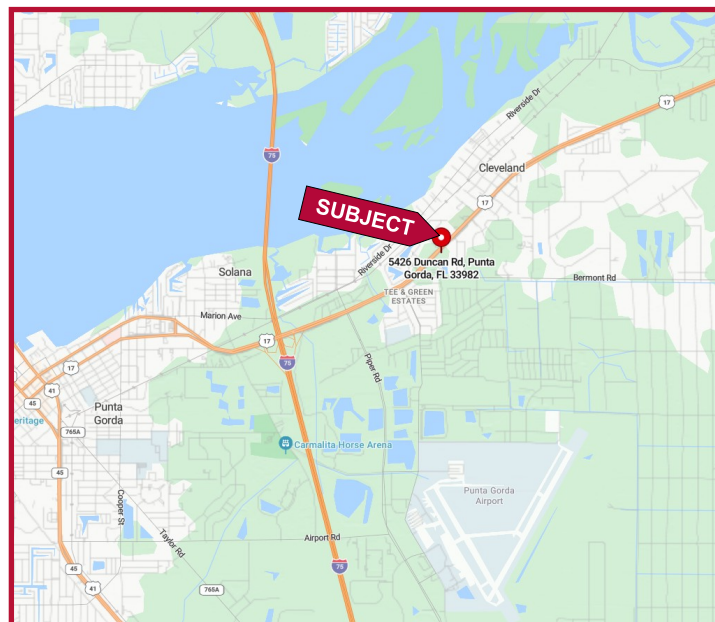 17
Riverside Dr
Cleveland
75
17
SUBJECT
Riverside Dr
5426 Duncan Rd, Punta
Gorda, FL 33982
Solana
Bermont Rd
TEE & GREEN
ESTATES
Marion Ave
17
75
Piper Rd
17
41
45
Punta
Gorda
eritage
765A
Carmalita Horse Arena
45
Punta Gorda
Airport
Cooper St
Taylor Rd
Airport Rd
75
45
41
765A